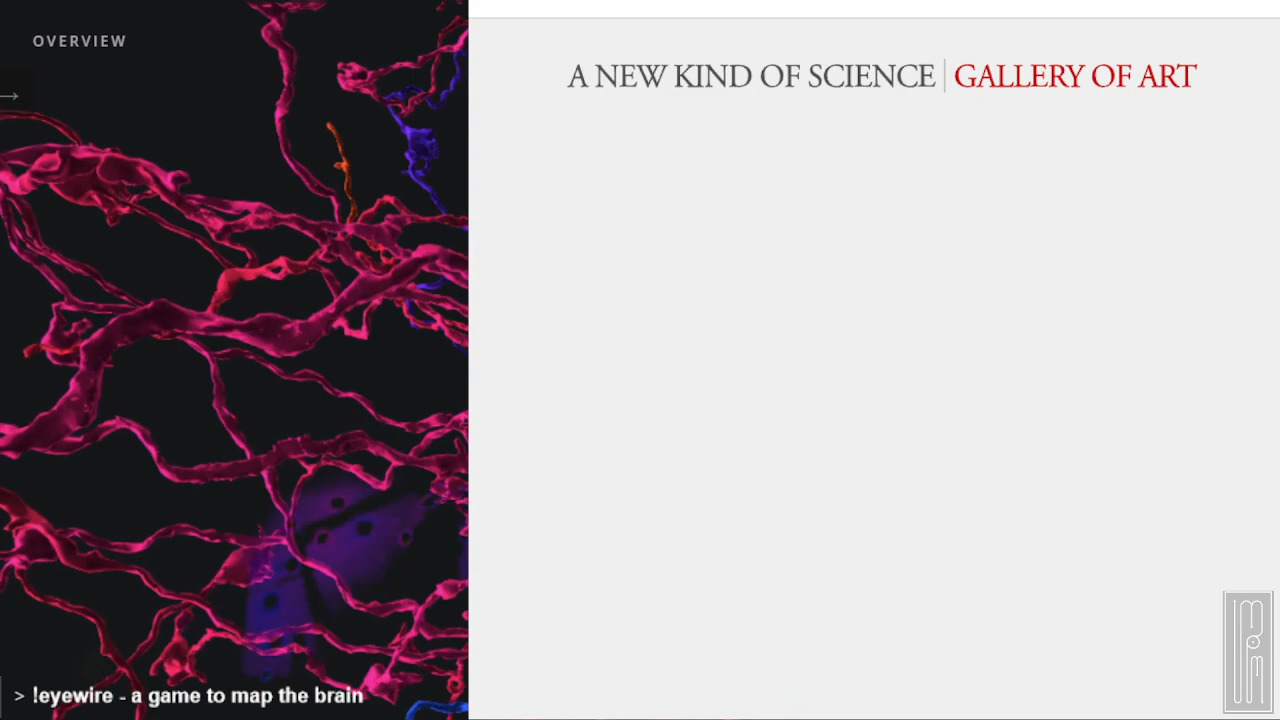 OVERVIEW
→
> !eyewire - a game to map the brain
A NEW KIND OF SCIENCE | GALLERY OF ART